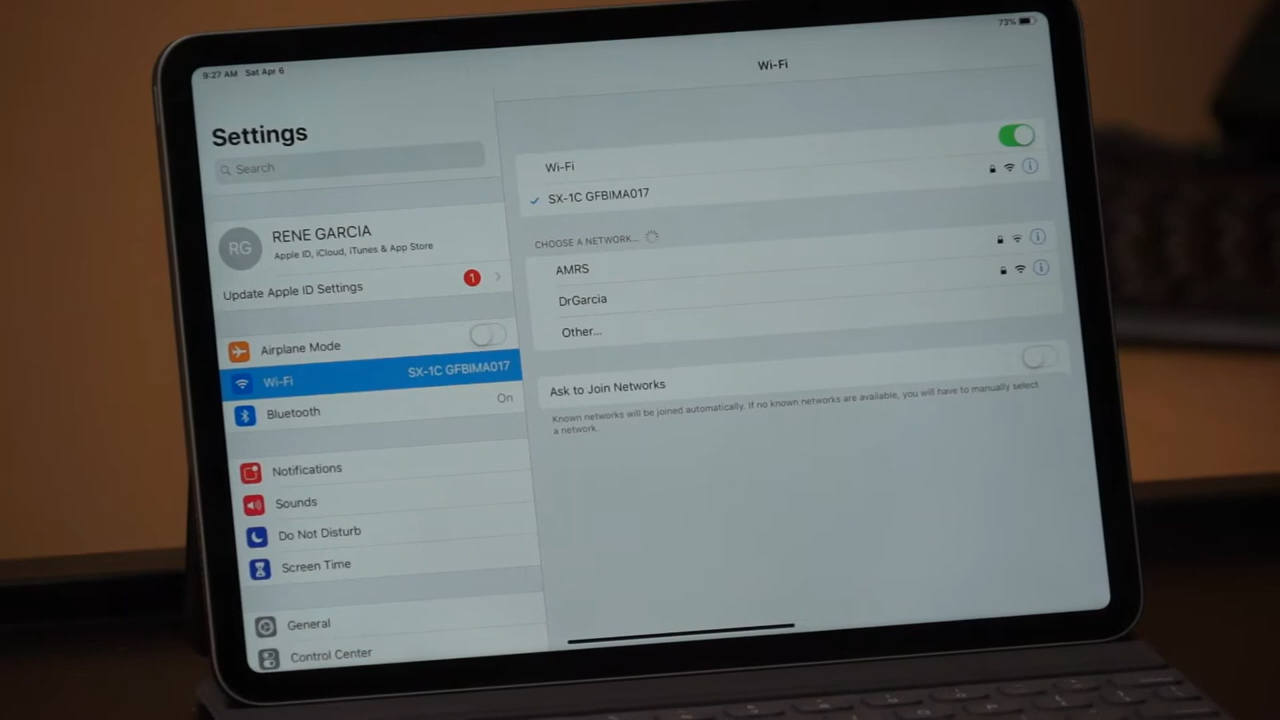 9:27 AM Sat Apr 6
73%
Settings
Search
RG
RENE GARCIA
Apple ID, iCloud, iTunes & App Store
Update Apple ID Settings 1
Airplane Mode
Wi-Fi SX-1C GFBIMA017
Bluetooth On
Notifications
Sounds
Do Not Disturb
Screen Time
General
Control Center
Wi-Fi
Wi-Fi
SX-1C GFBIMA017
CHOOSE A NETWORK...
AMRS
DrGarcia
Other...
Ask to Join Networks
Known networks will be joined automatically. If no known networks are available, you will have to manually select
a network.